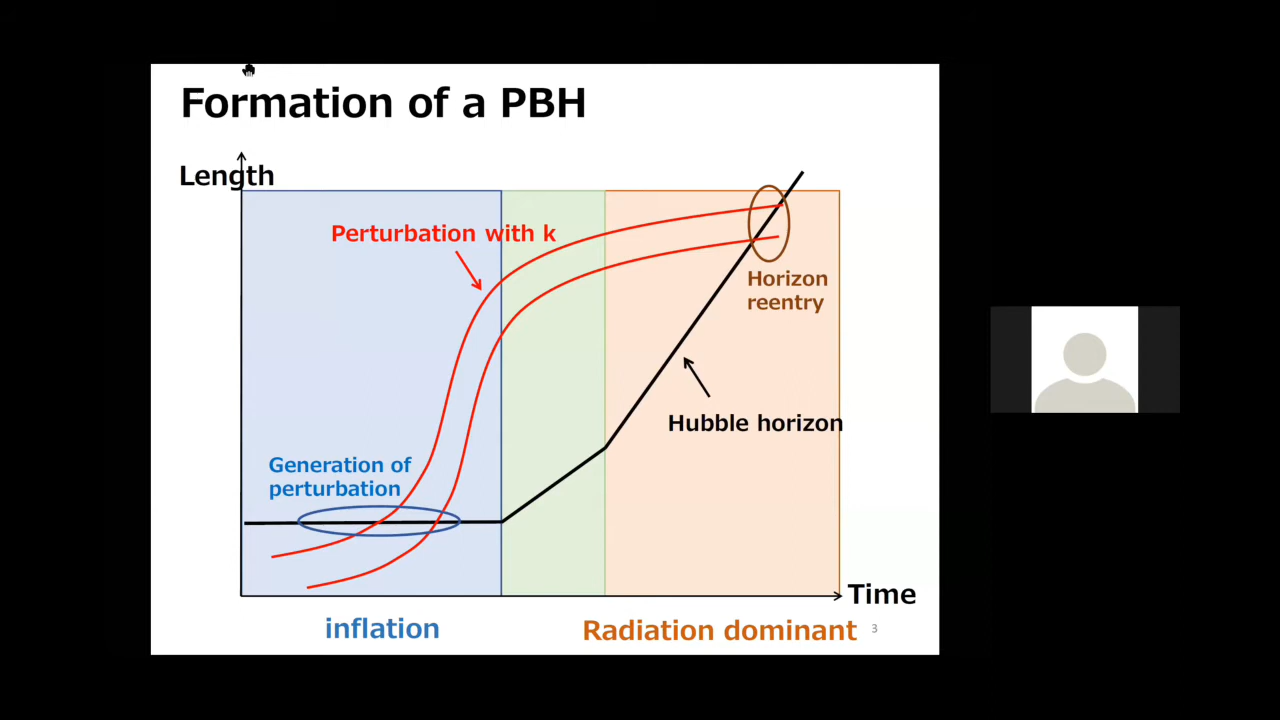 Formation of a PBH
Length
Perturbation with k
Horizon
reentry
Hubble horizon
Generation of
perturbation
Time
inflation
Radiation dominant
3